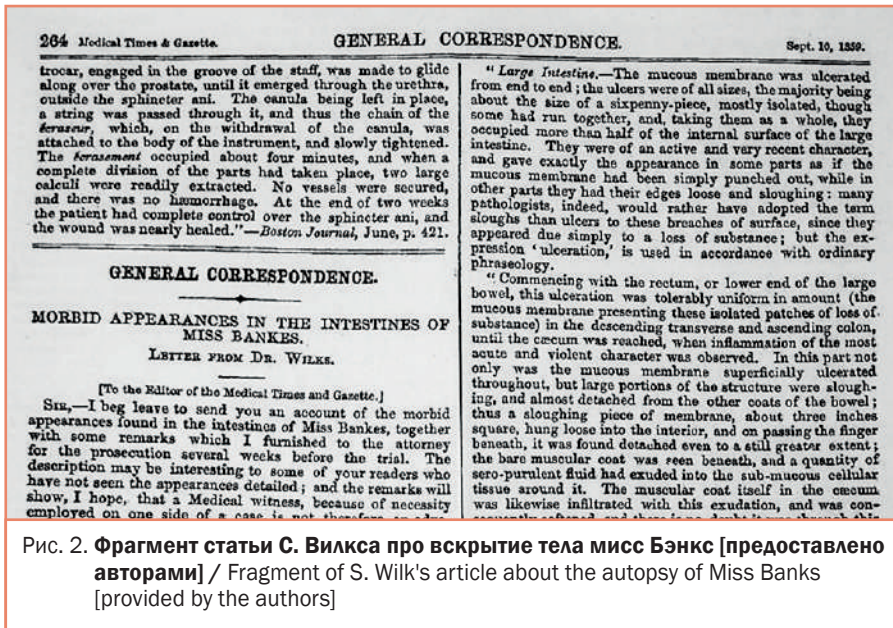 264 Medical Times & Gazette.
GENERAL CORRESPONDENCE.
Sept. 10, 1859.
trocar, engaged in the groove of the staff, was made to glide
along over the prostate, until it emerged through the urethra,
outside the sphincter ani. The canula being left in place,
a string was passed through it, and thus the chain of the
écraseur, which, on the withdrawal of the canula, was
attached to the body of the instrument, and slowly tightened.
The écrasement occupied about four minutes, and when a
complete division of the parts had taken place, two large
calculi were readily extracted. No vessels were secured,
and there was no hæmorrhage. At the end of two weeks
the patient had complete control over the sphincter ani, and
the wound was nearly healed."—Boston Journal, June, p. 421.
GENERAL CORRESPONDENCE.
MORBID APPEARANCES IN THE INTESTINES OF
MISS BANKES.
LETTER FROM DR. WILKS.
[To the Editor of the Medical Times and Gazette.]
SIR,—I beg leave to send you an account of the morbid
appearances found in the intestines of Miss Bankes, together
with some remarks which I furnished to the attorney
for the prosecution several weeks before the trial. The
description may be interesting to some of your readers who
have not seen the appearances detailed; and the remarks will
show, I hope, that a Medical witness, because of necessity
employed on one side of a case is not therefore an
"Large Intestine.—The mucous membrane was ulcerated
from end to end; the ulcers were of all sizes, the majority being
about the size of a sixpenny-piece, mostly isolated, though
some had run together, and, taking them as a whole, they
occupied more than half of the internal surface of the large
intestine. They were of an active and very recent character,
and gave exactly the appearance in some parts as if the
mucous membrane had been simply punched out, while in
other parts they had their edges loose and sloughing: many
pathologists, indeed, would rather have adopted the term
sloughs than ulcers to these breaches of surface, since they
appeared due simply to a loss of substance; but the ex-
pression 'ulceration,' is used in accordance with ordinary
phraseology.
"Commencing with the rectum, or lower end of the large
bowel, this ulceration was tolerably uniform in amount (the
mucous membrane presenting these isolated patches of loss of
substance) in the descending transverse and ascending colon,
until the cæcum was reached, when inflammation of the most
acute and violent character was observed. In this part not
only was the mucous membrane superficially ulcerated
throughout, but large portions of the structure were slough-
ing, and almost detached from the other coats of the bowel;
thus a sloughing piece of membrane, about three inches
square, hung loose into the interior, and on passing the finger
beneath, it was found detached even to a still greater extent;
the bare muscular coat was seen beneath, and a quantity of
sero-purulent fluid had exuded into the sub-mucous cellular
tissue around it. The muscular coat itself in the cæcum
was likewise infiltrated with this exudation, and was con-
Рис. 2. Фрагмент статьи С. Вилкса про вскрытие тела мисс Бэнкс [предоставлено
авторами] / Fragment of S. Wilk's article about the autopsy of Miss Banks
[provided by the authors]